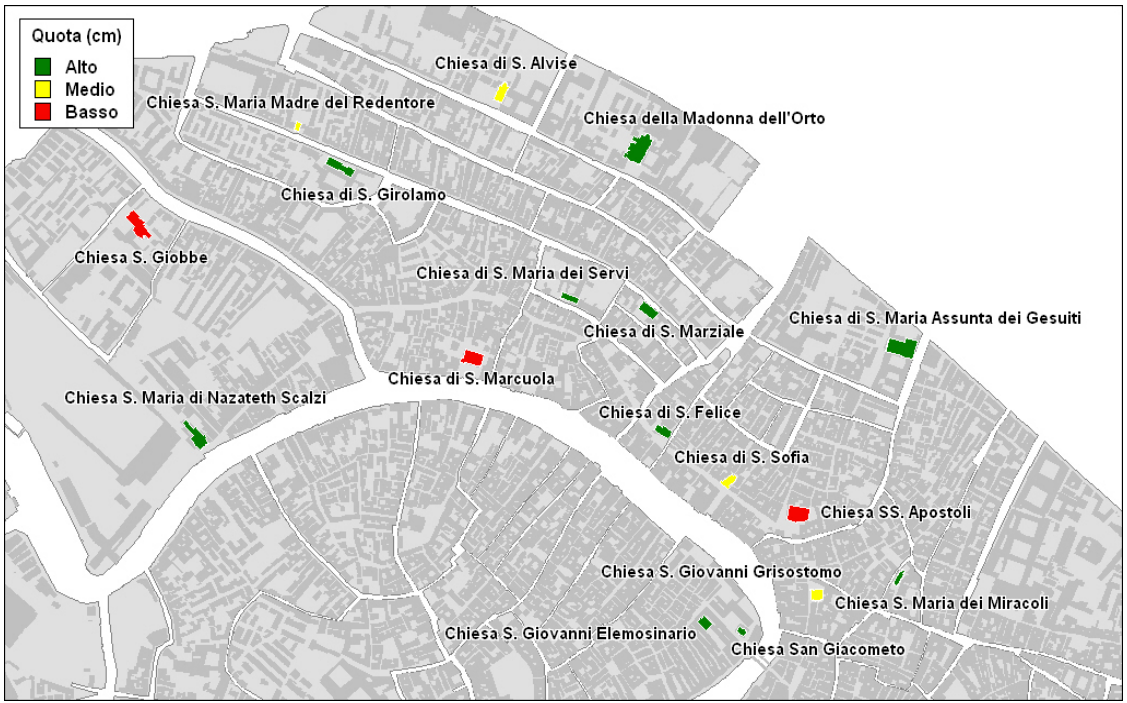 Quota (cm)
Alto
Medio
Basso
Chiesa di S. Alvise
Chiesa S. Maria Madre del Redentore
Chiesa della Madonna dell'Orto
Chiesa di S. Girolamo
Chiesa S. Giobbe
Chiesa di S. Maria dei Servi
Chiesa di S. Marziale
Chiesa di S. Maria Assunta dei Gesuiti
Chiesa di S. Marcuola
Chiesa S. Maria di Nazateth Scalzi
Chiesa di S. Felice
Chiesa di S. Sofia
Chiesa SS. Apostoli
Chiesa S. Giovanni Grisostomo
Chiesa S. Maria dei Miracoli
Chiesa S. Giovanni Elemosinario
Chiesa San Giacometo